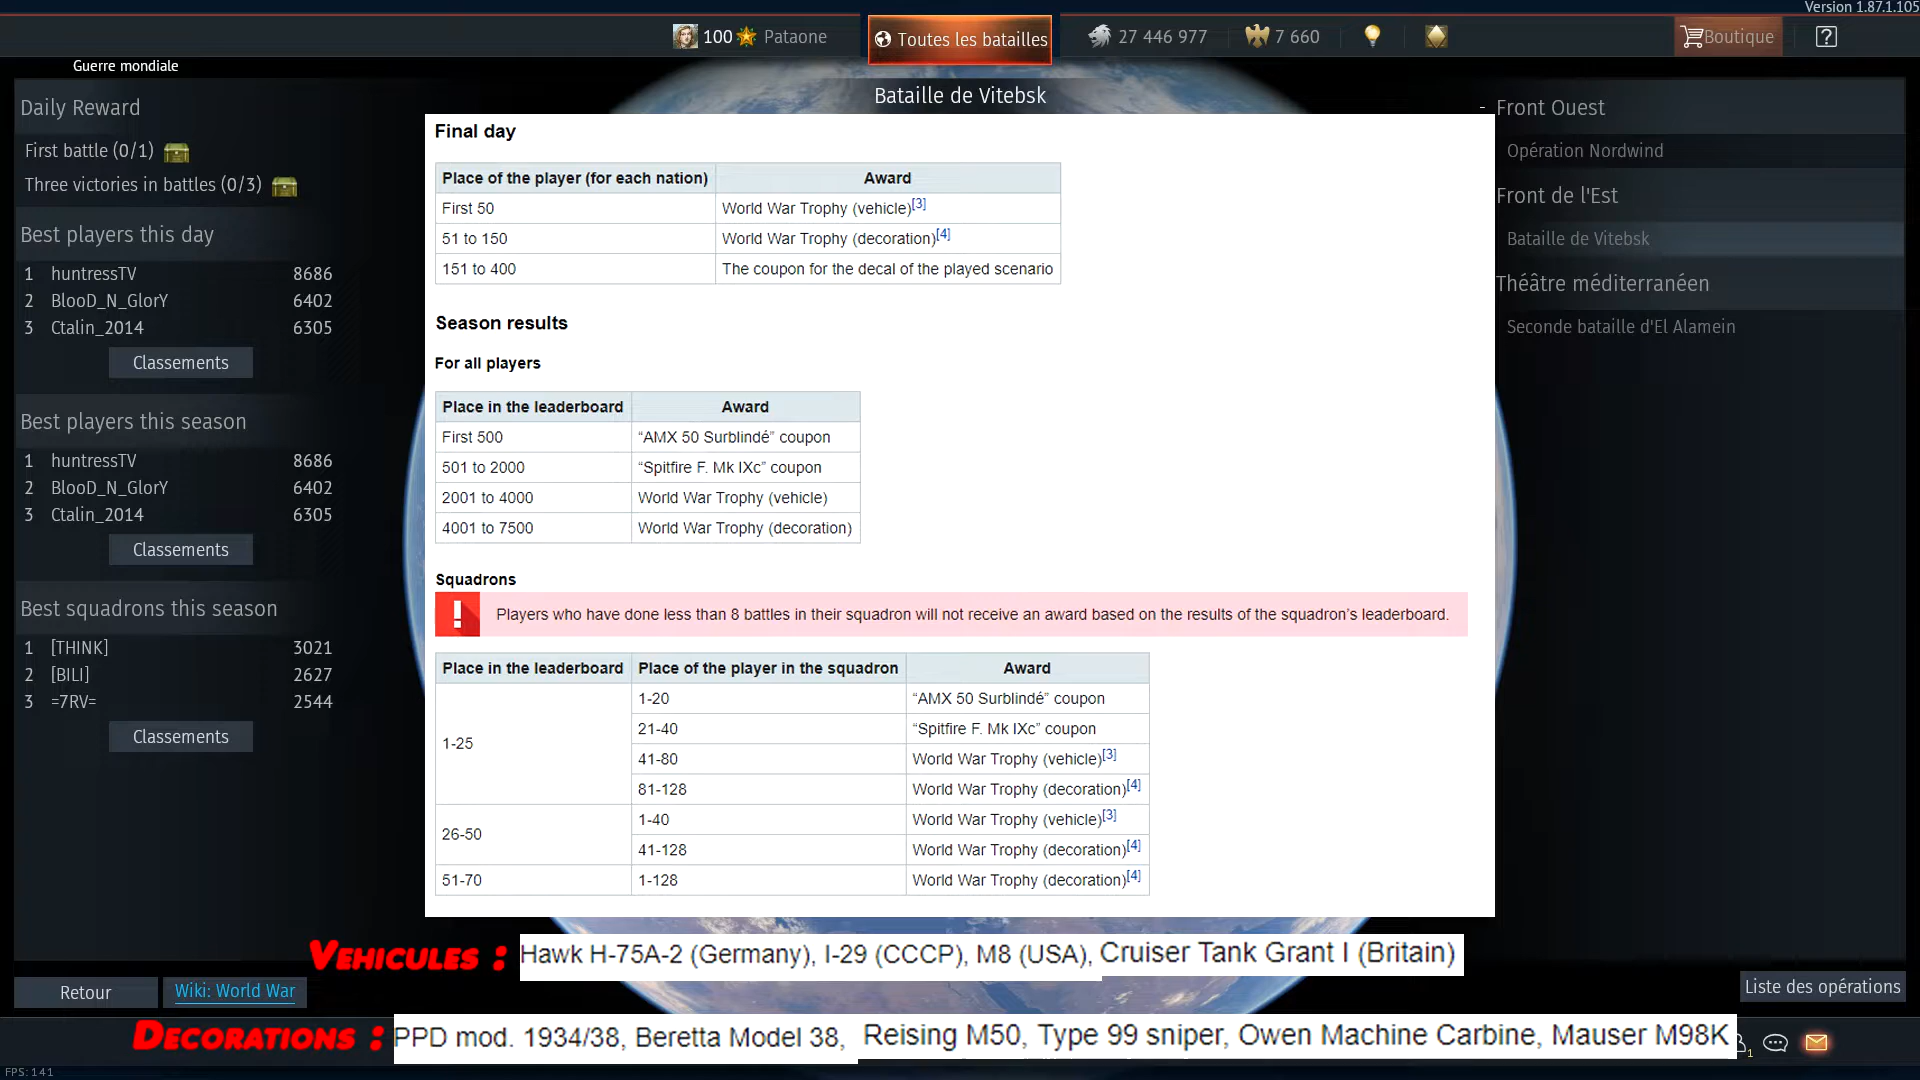 Version 1.87.1.105
100 Pataone
Toutes les batailles
27 446 977
7 660
Boutique
?
Guerre mondiale
Daily Reward
First battle (0/1)
Three victories in battles (0/3)
Best players this day
1 huntressTV 8686
2 BlooD_N_GlorY 6402
3 Ctalin_2014 6305
Classements
Best players this season
1 huntressTV 8686
2 BlooD_N_GlorY 6402
3 Ctalin_2014 6305
Classements
Best squadrons this season
1 [THINK] 3021
2 [BILI] 2627
3 =7RV= 2544
Classements
Bataille de Vitebsk
Final day
Place of the player (for each nation) Award
First 50 World War Trophy (vehicle)[3]
51 to 150 World War Trophy (decoration)[4]
151 to 400 The coupon for the decal of the played scenario
Season results
For all players
Place in the leaderboard Award
First 500 “AMX 50 Surblindé” coupon
501 to 2000 “Spitfire F. Mk IXc” coupon
2001 to 4000 World War Trophy (vehicle)
4001 to 7500 World War Trophy (decoration)
Squadrons
! Players who have done less than 8 battles in their squadron will not receive an award based on the results of the squadron's leaderboard.
Place in the leaderboard Place of the player in the squadron Award
1-25
1-20 “AMX 50 Surblindé” coupon
21-40 “Spitfire F. Mk IXc” coupon
41-80 World War Trophy (vehicle)[3]
81-128 World War Trophy (decoration)[4]
26-50
1-40 World War Trophy (vehicle)[3]
41-128 World War Trophy (decoration)[4]
51-70 1-128 World War Trophy (decoration)[4]
- Front Ouest
Opération Nordwind
Front de l'Est
Bataille de Vitebsk
Théâtre méditerranéen
Seconde bataille d'El Alamein
VEHICULES : Hawk H-75A-2 (Germany), I-29 (CCCP), M8 (USA), Cruiser Tank Grant I (Britain)
Retour
Wiki: World War
Liste des opérations
DECORATIONS : PPD mod. 1934/38, Beretta Model 38, Reising M50, Type 99 sniper, Owen Machine Carbine, Mauser M98K
1
FPS: 141